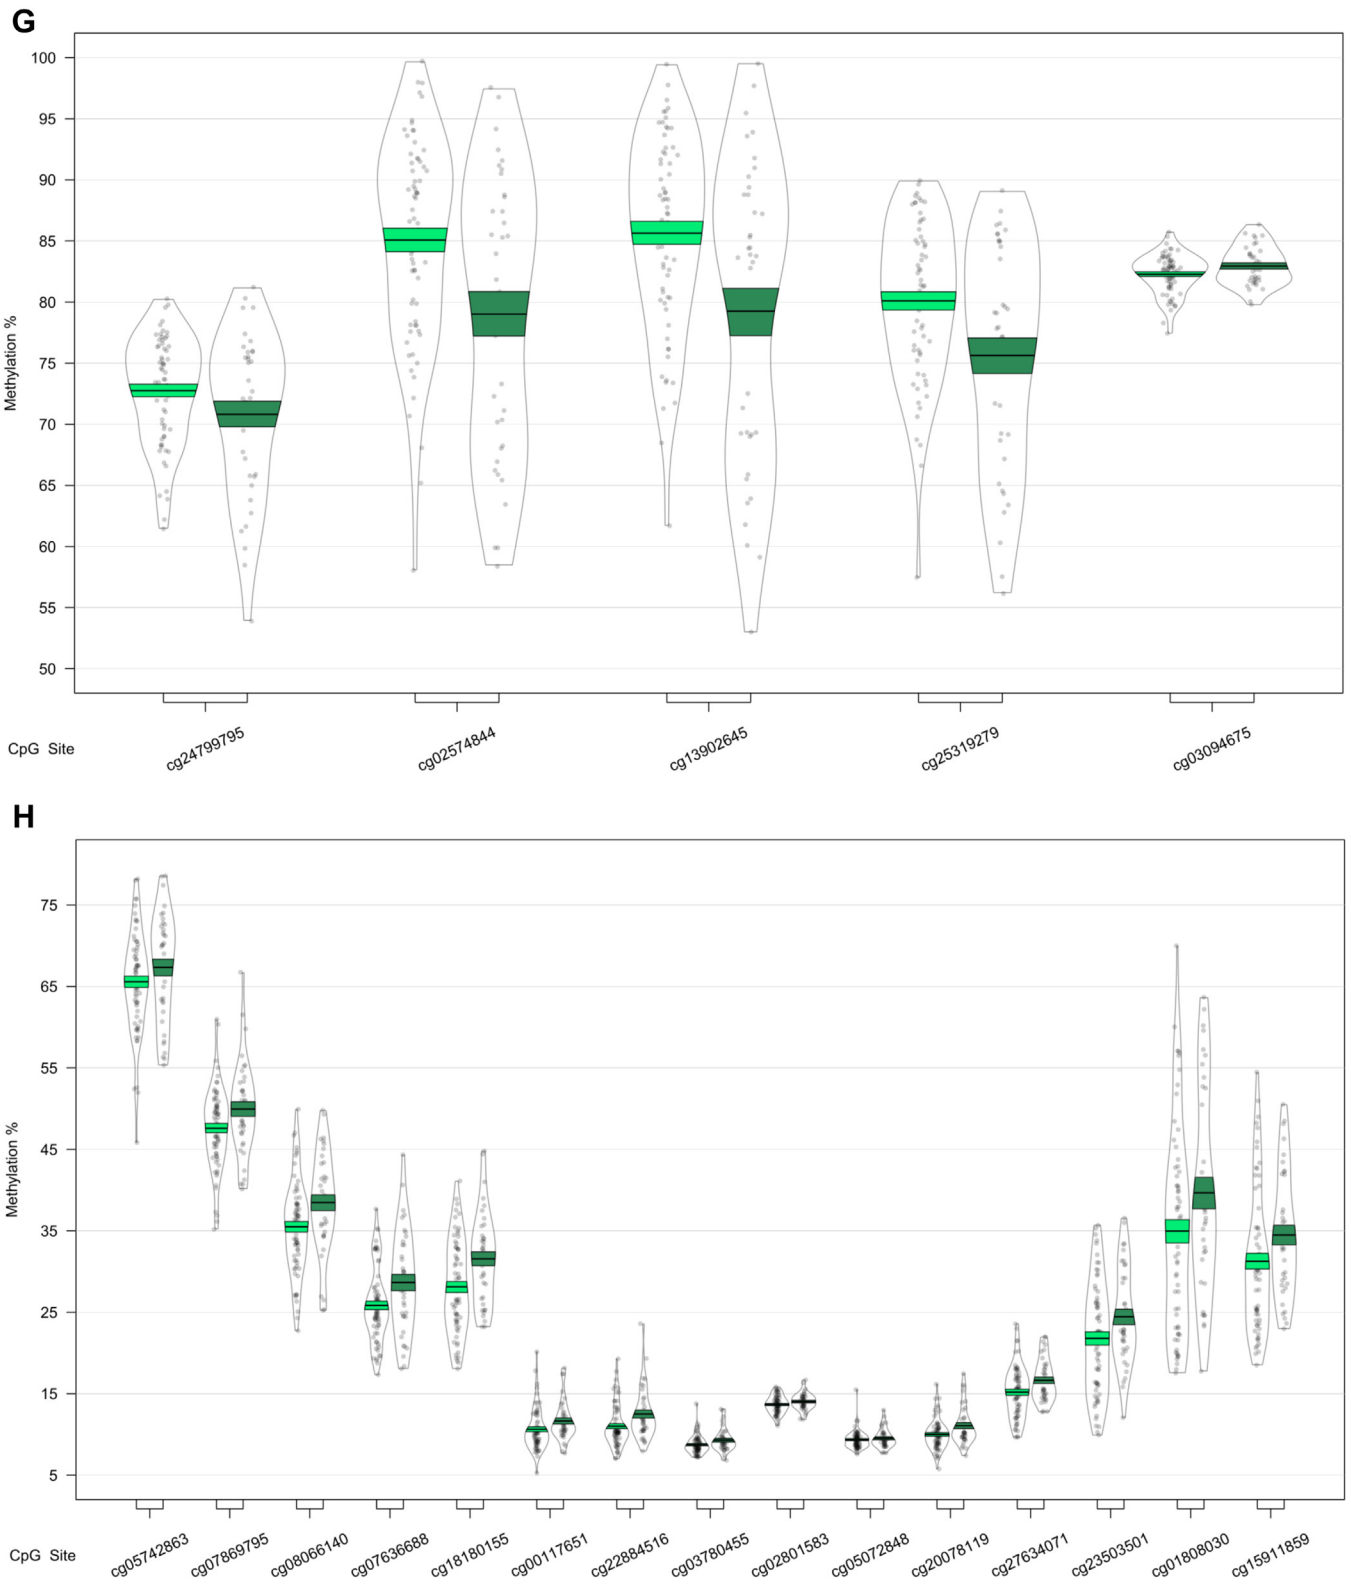 G
100
95
90
85
80
75
70
65
60
55
50
Methylation %
CpG Site
cg24799795
cg02574844
cg13902645
cg25319279
cg03094675
H
75
65
55
45
35
25
15
5
Methylation %
CpG Site
cg05742863
cg07869795
cg08066140
cg07636688
cg18180155
cg00117651
cg22884516
cg03780455
cg02801583
cg05072848
cg20078119
cg27634071
cg23503501
cg01808030
cg15911859